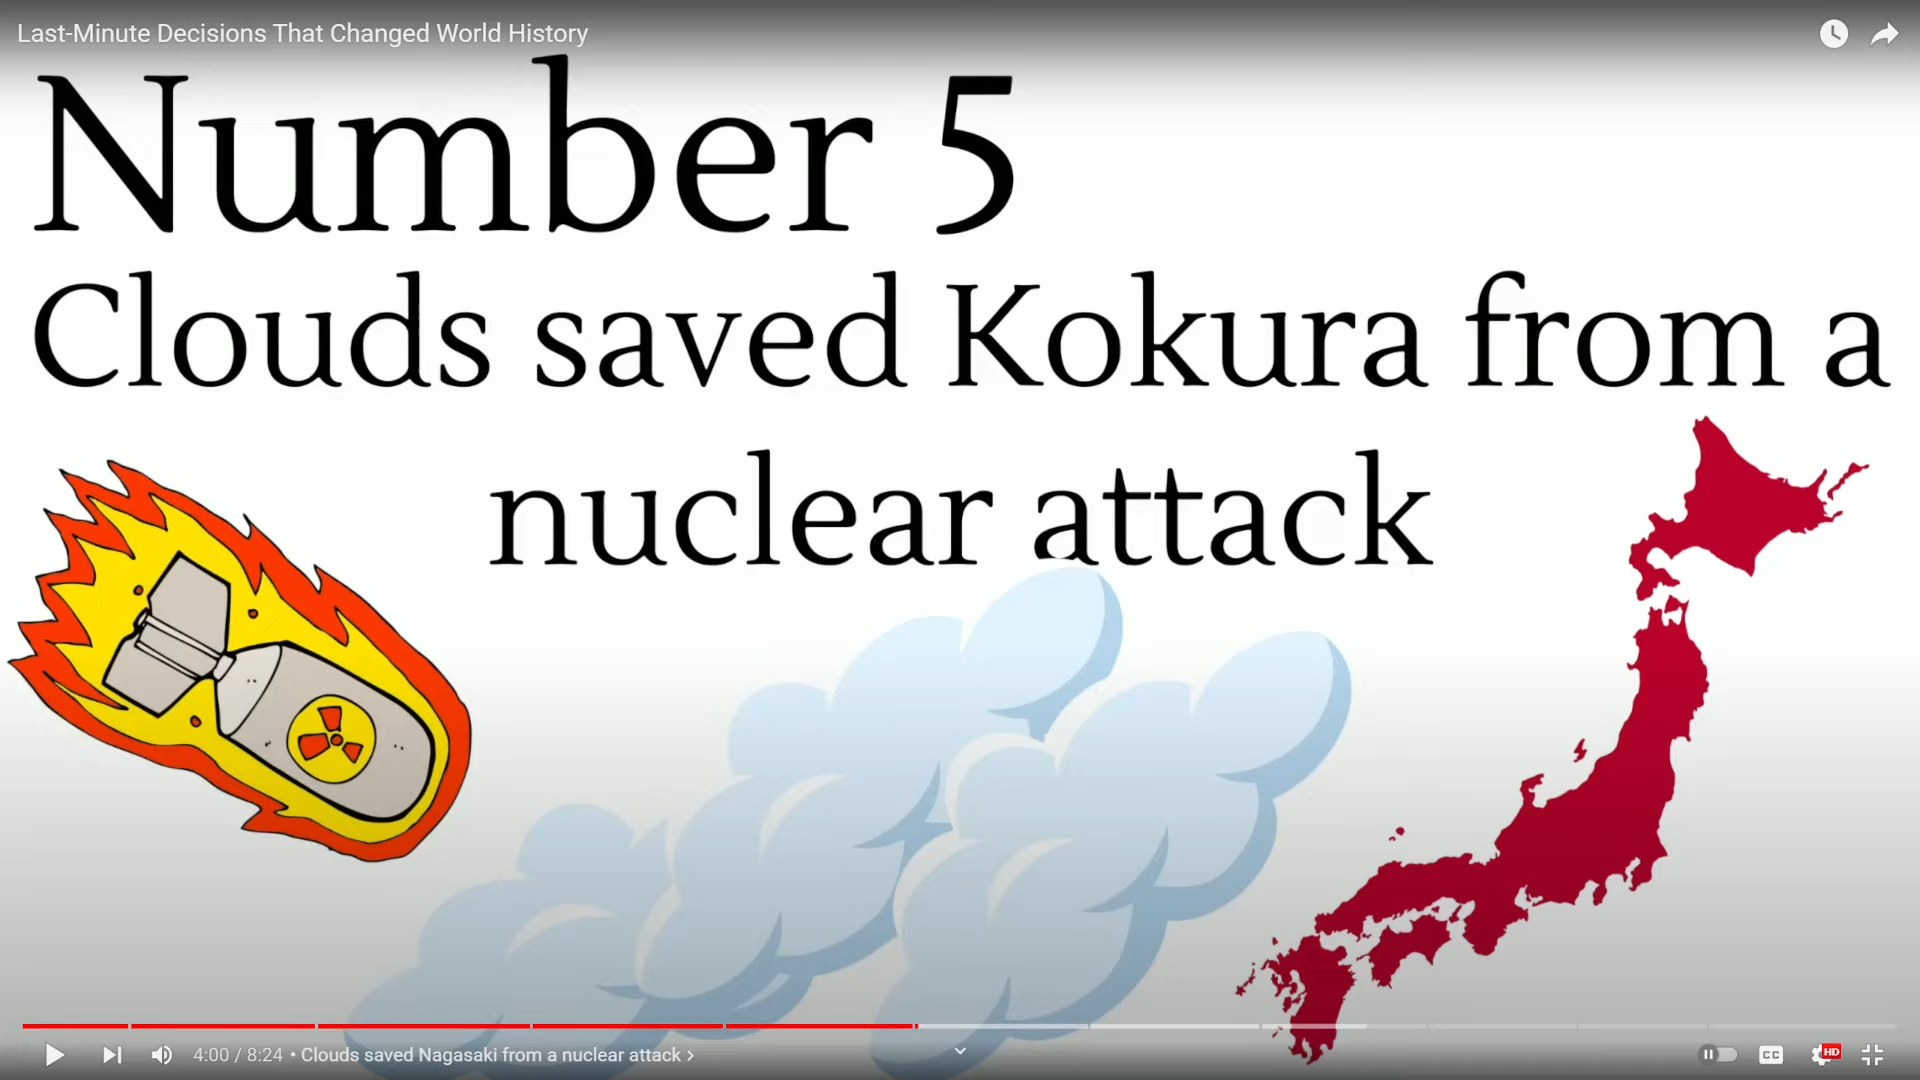 Last-Minute Decisions That Changed World History
Number 5
Clouds saved Kokura from a
nuclear attack
4:00 / 8:24 • Clouds saved Nagasaki from a nuclear attack ›
CC
HD